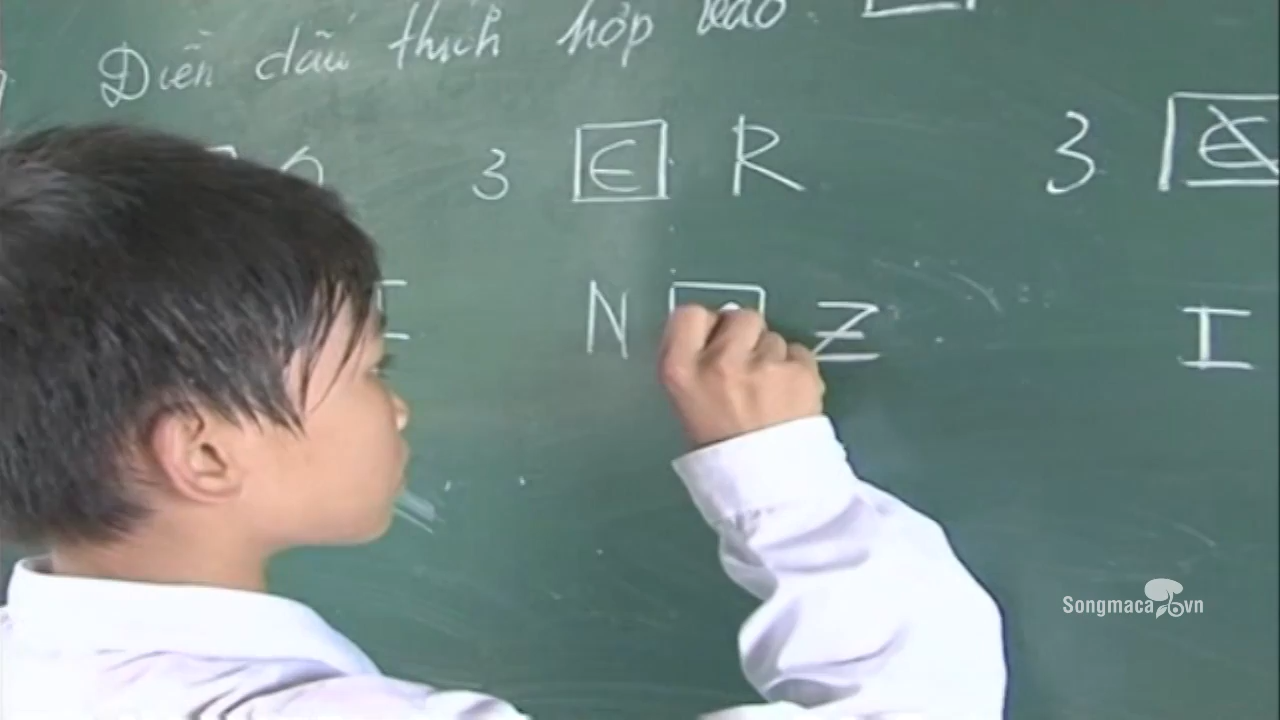 Điền dấu thích hợp vào □
3 ∈ R 3 ∉
N Z I
Songmaca.vn